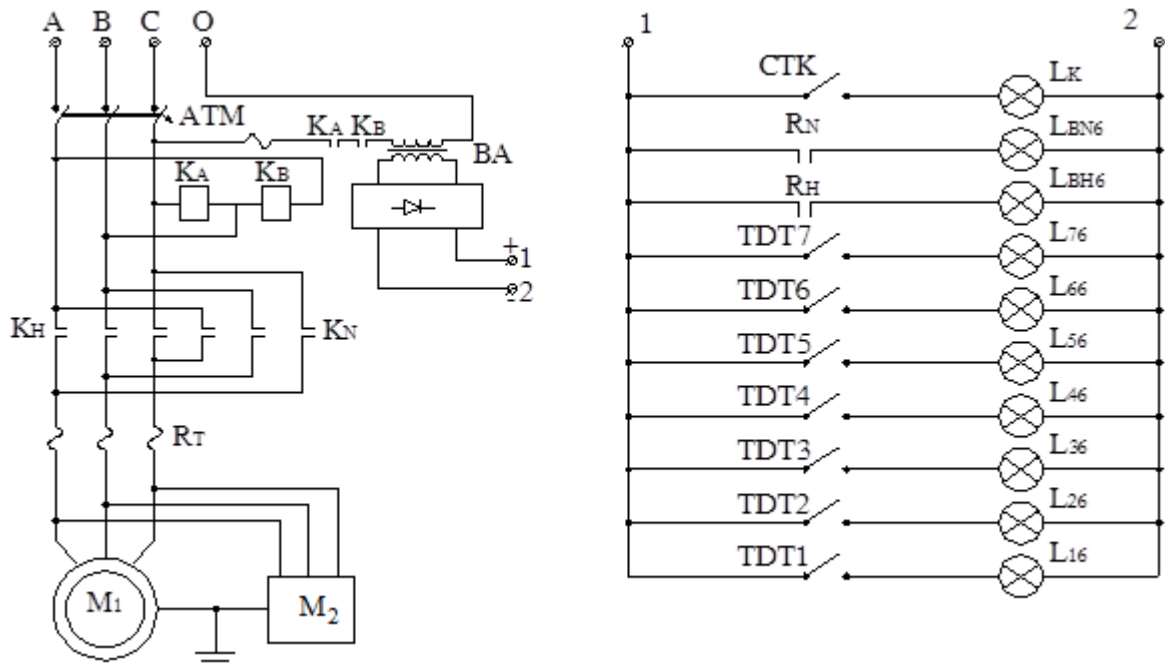 A B C O
ATM
KA KB
BA
KA KB
+1
-2
KH KN
RT
M1 M2
1 2
CTK LK
RN LBN6
RH LBH6
TDT7 L76
TDT6 L66
TDT5 L56
TDT4 L46
TDT3 L36
TDT2 L26
TDT1 L16